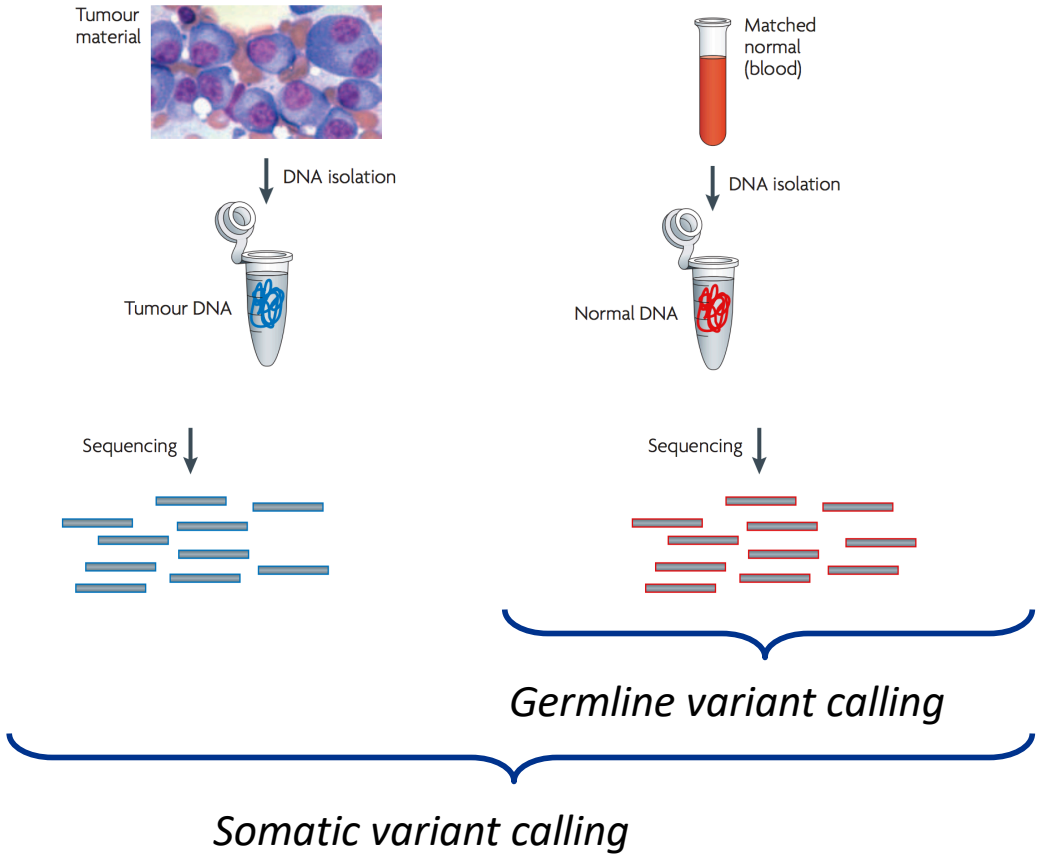 Tumour
material
Matched
normal
(blood)
DNA isolation
DNA isolation
Tumour DNA
Normal DNA
Sequencing
Sequencing
Germline variant calling
Somatic variant calling